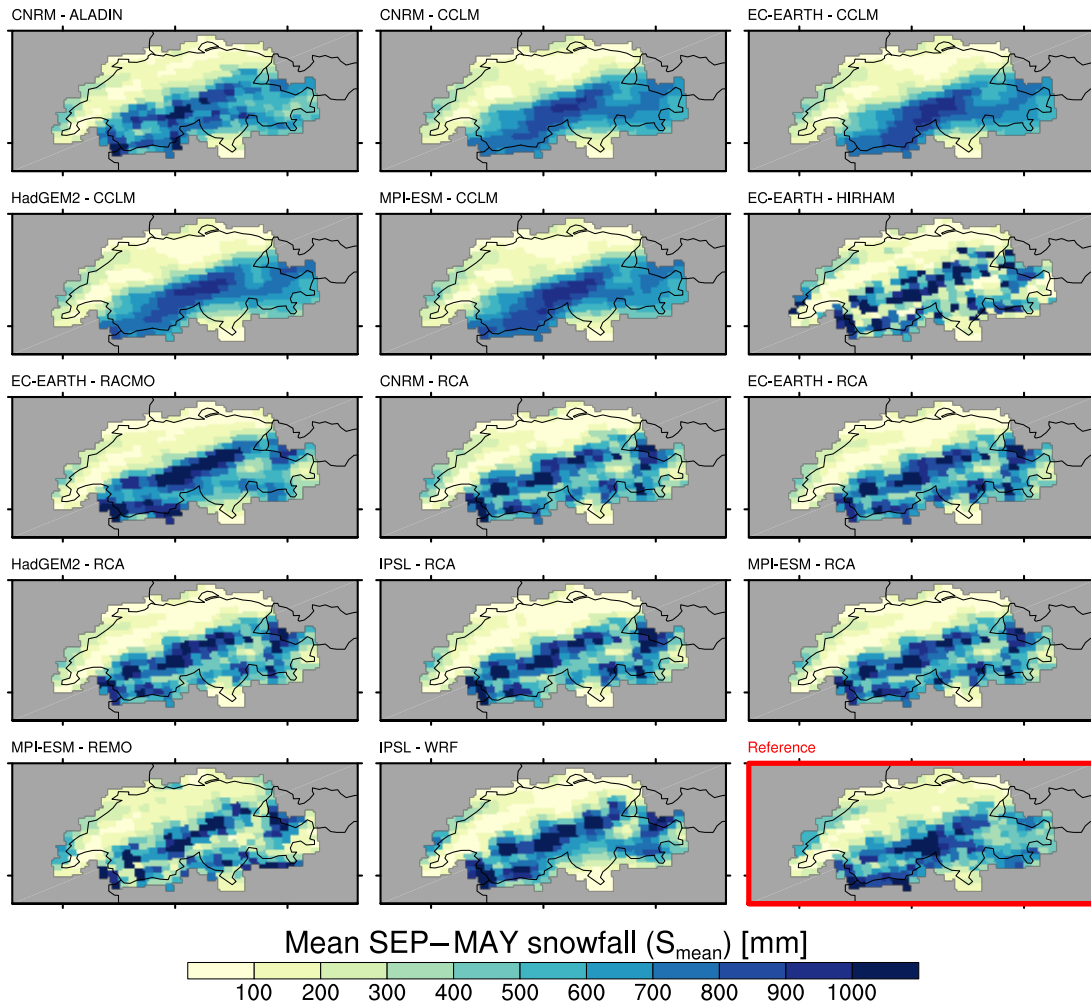 CNRM - ALADIN
CNRM - CCLM
EC-EARTH - CCLM
HadGEM2 - CCLM
MPI-ESM - CCLM
EC-EARTH - HIRHAM
EC-EARTH - RACMO
CNRM - RCA
EC-EARTH - RCA
HadGEM2 - RCA
IPSL - RCA
MPI-ESM - RCA
MPI-ESM - REMO
IPSL - WRF
Reference
Mean SEP−MAY snowfall (Smean) [mm]
100 200 300 400 500 600 700 800 900 1000